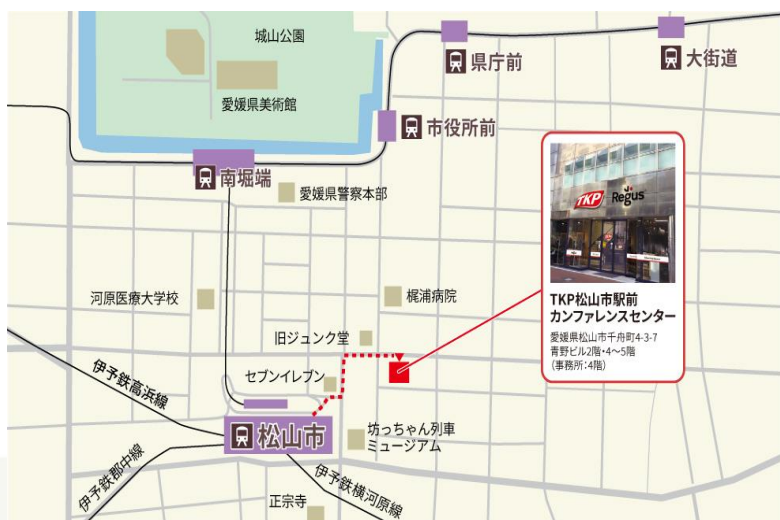 城山公園
県庁前
大街道
愛媛県美術館
市役所前
南堀端
愛媛県警察本部
TKP
Regus
河原医療大学校
梶浦病院
TKP松山市駅前
カンファレンスセンター
愛媛県松山市千舟町4-3-7
青野ビル2階・4〜5階
(事務所:4階)
旧ジュンク堂
伊予鉄高浜線
セブンイレブン
松山市
坊っちゃん列車
ミュージアム
伊予鉄郡中線
伊予鉄横河原線
正宗寺